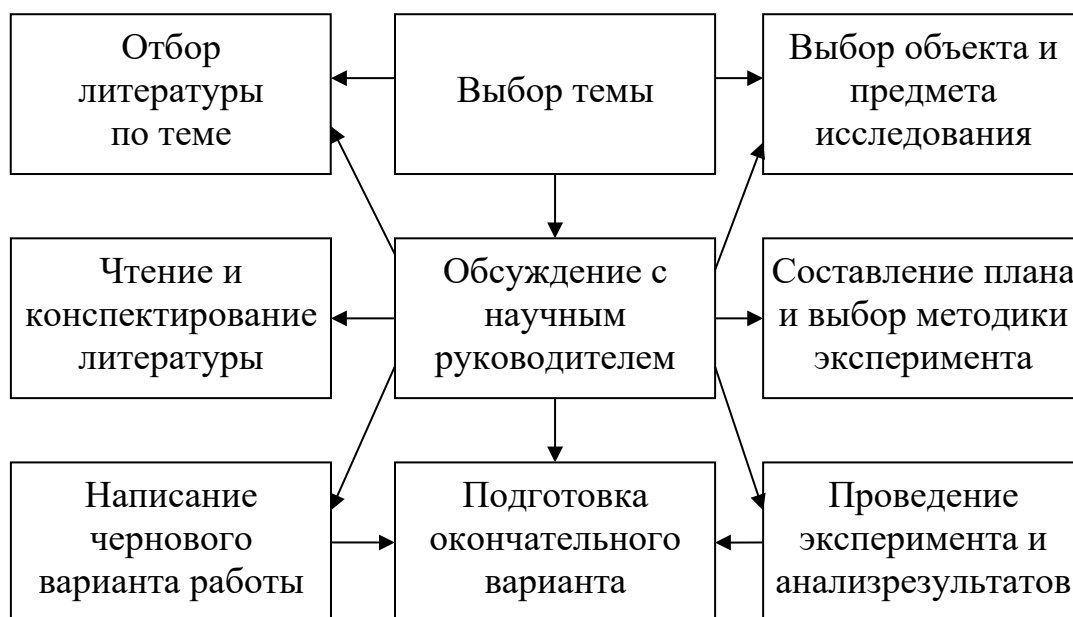 Отбор
литературы
по теме
Выбор темы
Выбор объекта и
предмета
исследования
Чтение и
конспектирование
литературы
Обсуждение с
научным
руководителем
Составление плана
и выбор методики
эксперимента
Написание
чернового
варианта работы
Подготовка
окончательного
варианта
Проведение
эксперимента и
анализрезультатов